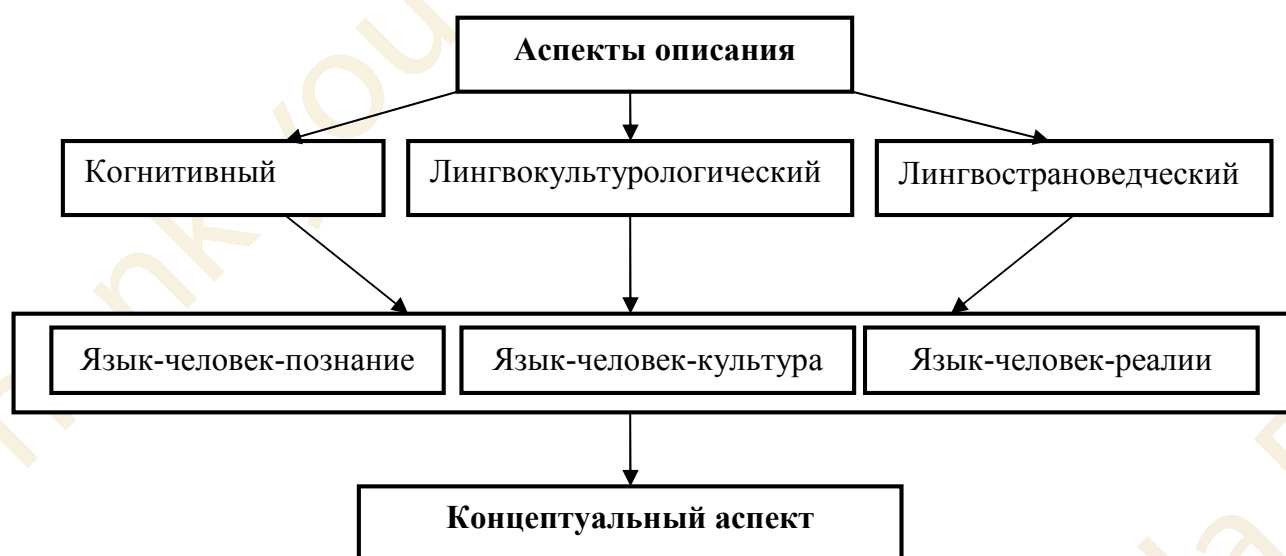 Аспекты описания
Когнитивный
Лингвокультурологический
Лингвострановедческий
Язык-человек-познание
Язык-человек-культура
Язык-человек-реалии
Концептуальный аспект